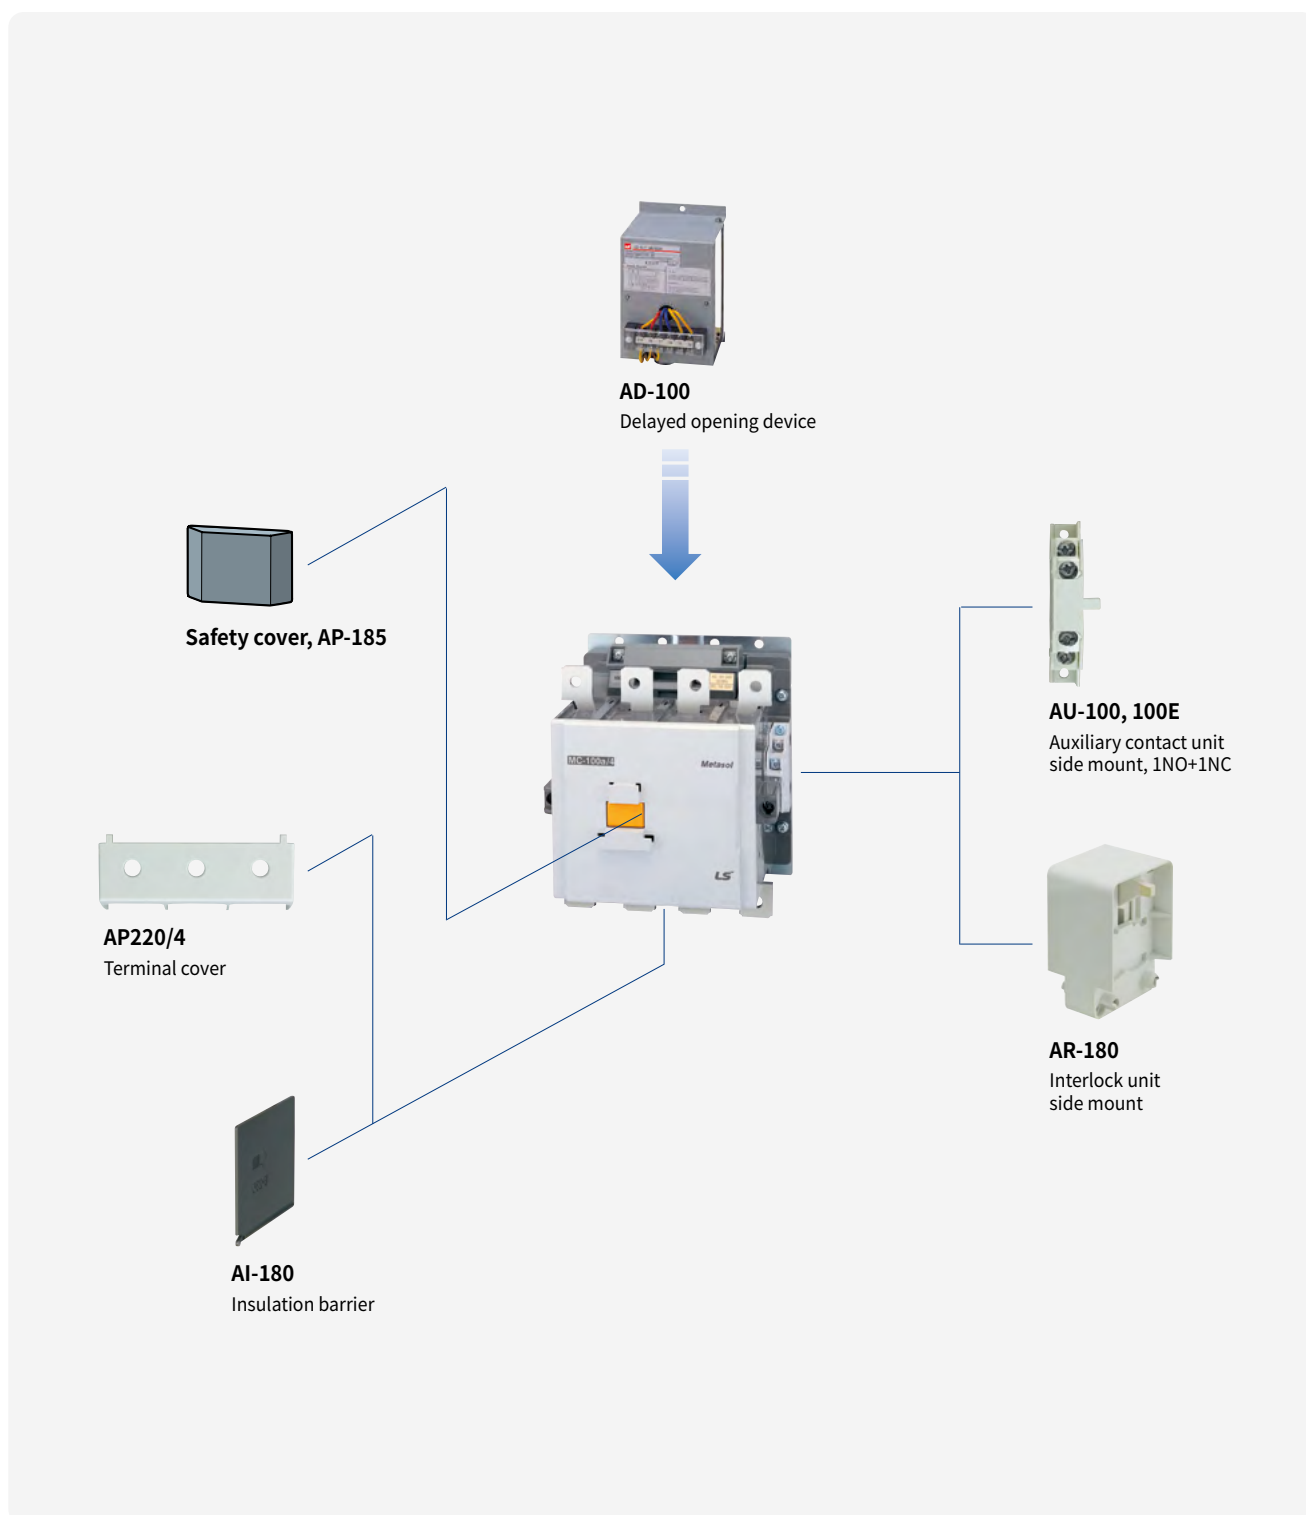 AD-100
Delayed opening device
Safety cover, AP-185
AU-100, 100E
Auxiliary contact unit
side mount, 1NO+1NC
Metasol
LS
AP220/4
Terminal cover
AR-180
Interlock unit
side mount
AI-180
Insulation barrier